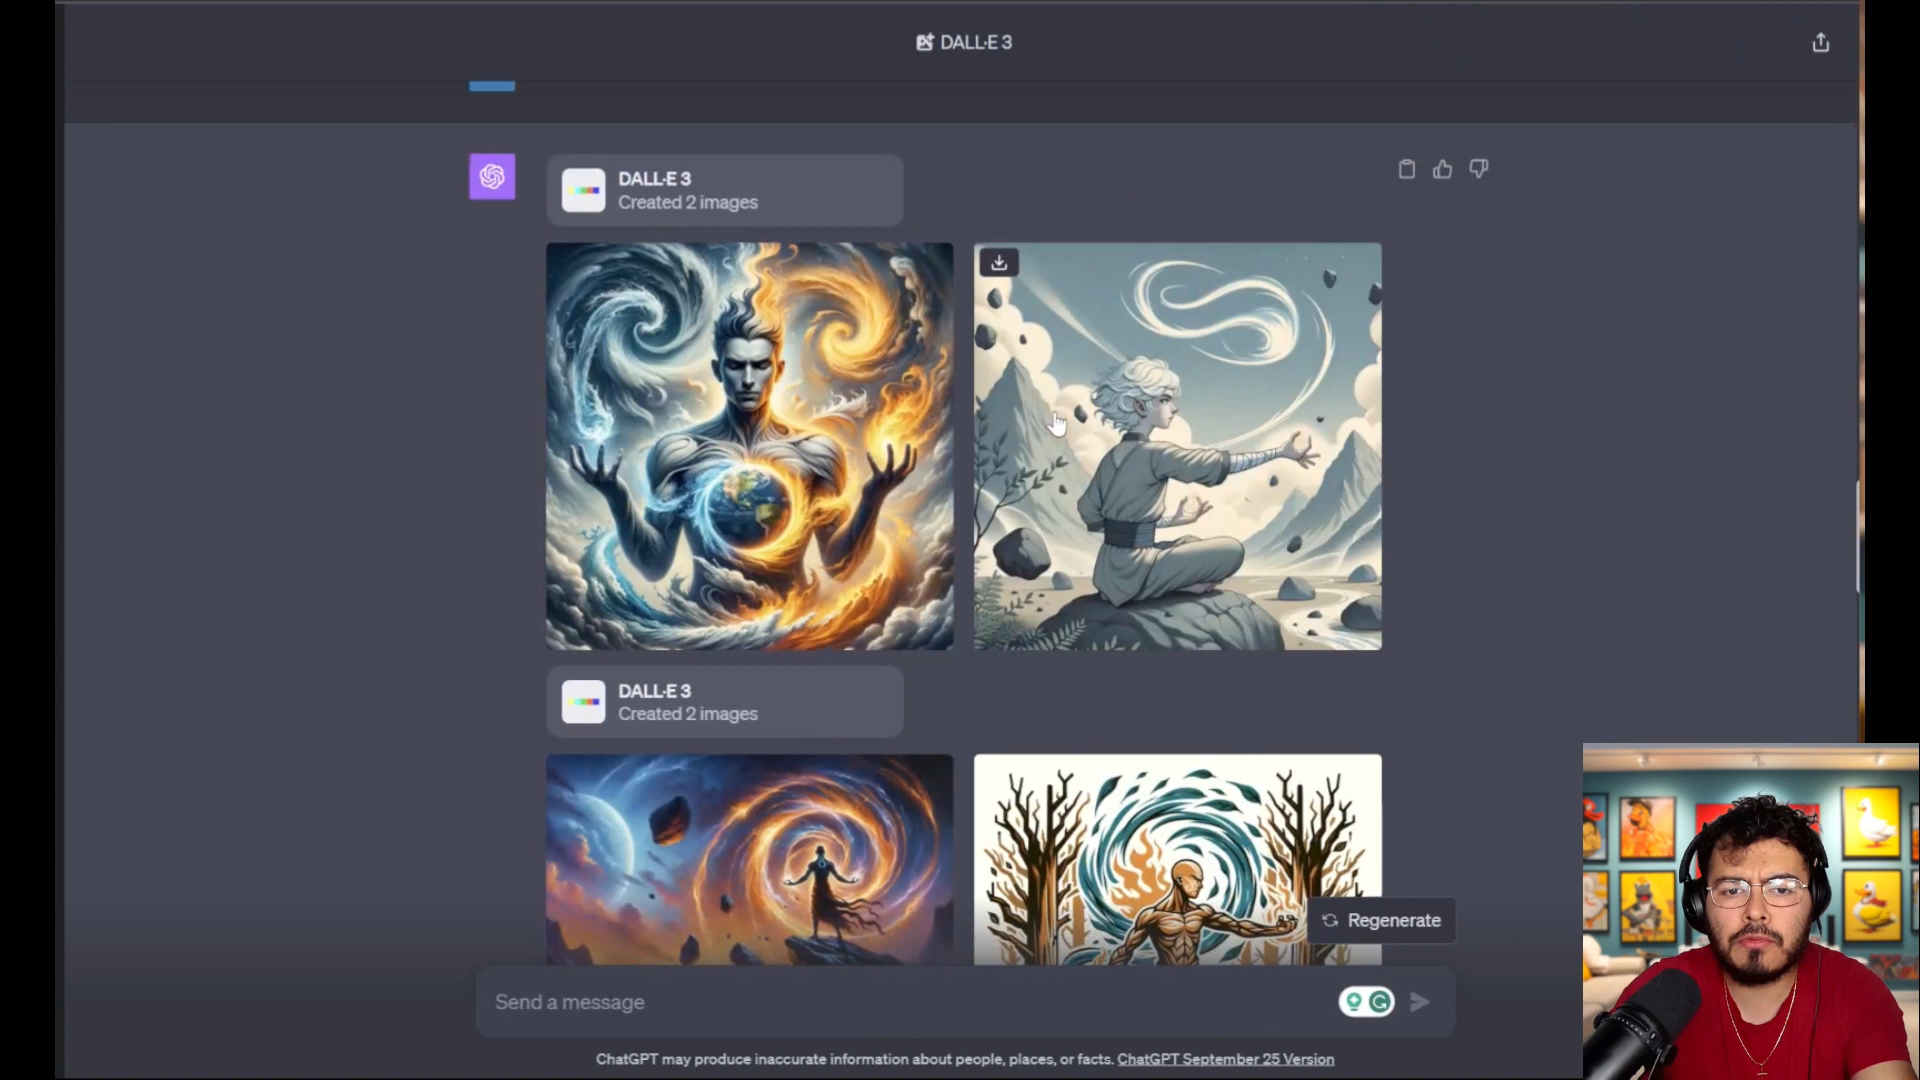 DALL·E 3
DALL·E 3
Created 2 images
DALL·E 3
Created 2 images
Regenerate
Send a message
ChatGPT may produce inaccurate information about people, places, or facts. ChatGPT September 25 Version